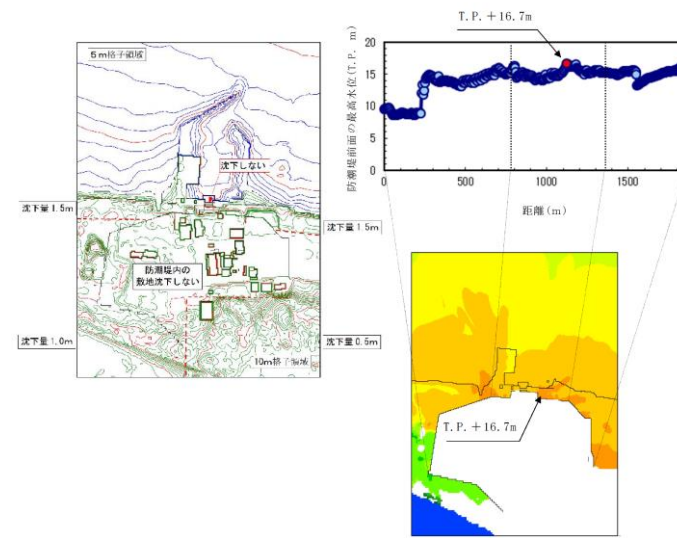 5m格子領域
沈下しない
沈下量1.5m
沈下量1.5m
防潮堤内の
敷地沈下しない
沈下量1.0m
沈下量0.5m
10m格子領域
T.P.+16.7m
防潮堤前面の最高水位(T.P. m)
20
15
10
5
0
0
500
1000
1500
距離(m)
T.P.+16.7m